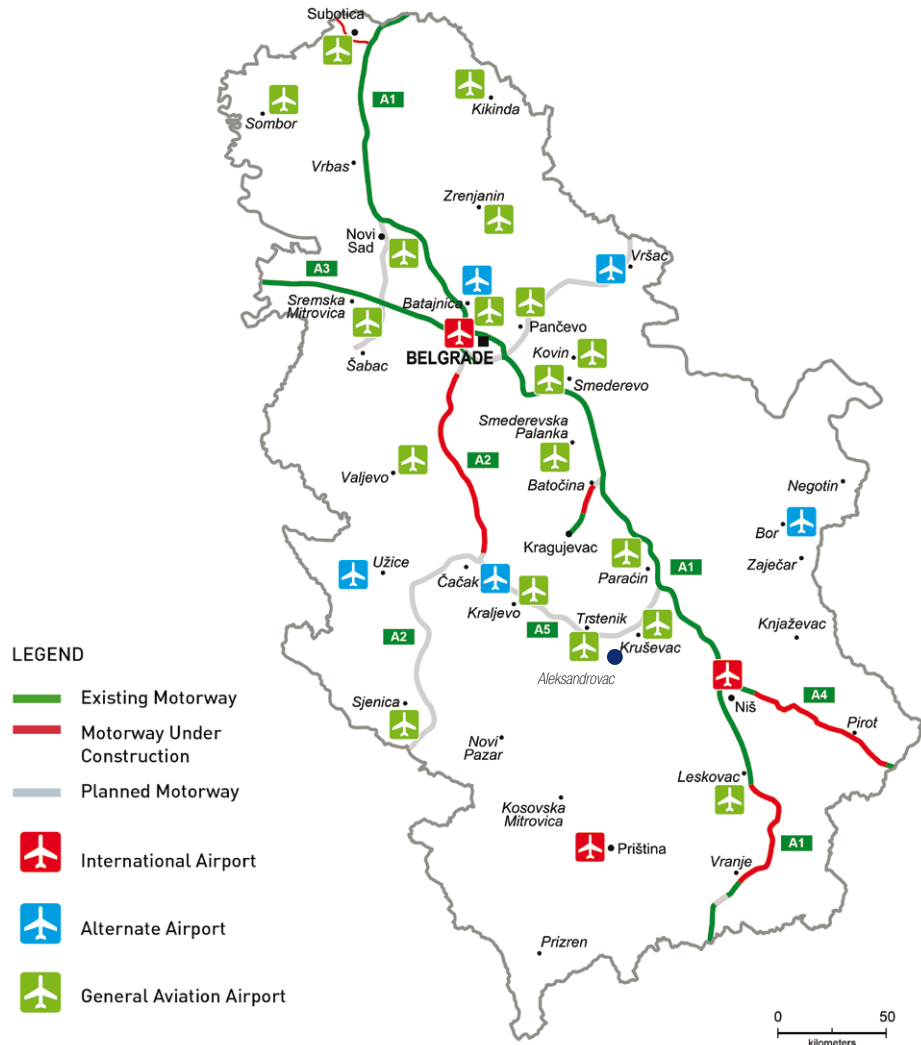 Subotica
A1
Kikinda
Sombor
Vrbas
Zrenjanin
Novi
Sad
Vršac
A3
Batajnica
Sremska
Mitrovica
Pančevo
BELGRADE
Kovin
Šabac
Smederevo
Smederevska
Palanka
A2
Valjevo
Batočina
Negotin
Bor
Kragujevac
Zaječar
Užice
Čačak
Paraćin
A1
Kraljevo
Trstenik
A5
A2
Knjaževac
Kruševac
Aleksandrovac
LEGEND
Existing Motorway
Motorway Under
Construction
Planned Motorway
International Airport
Alternate Airport
General Aviation Airport
Sjenica
Niš
A4
Pirot
Novi
Pazar
Leskovac
Kosovska
Mitrovica
Priština
A1
Vranje
Prizren
0 50
kilometers